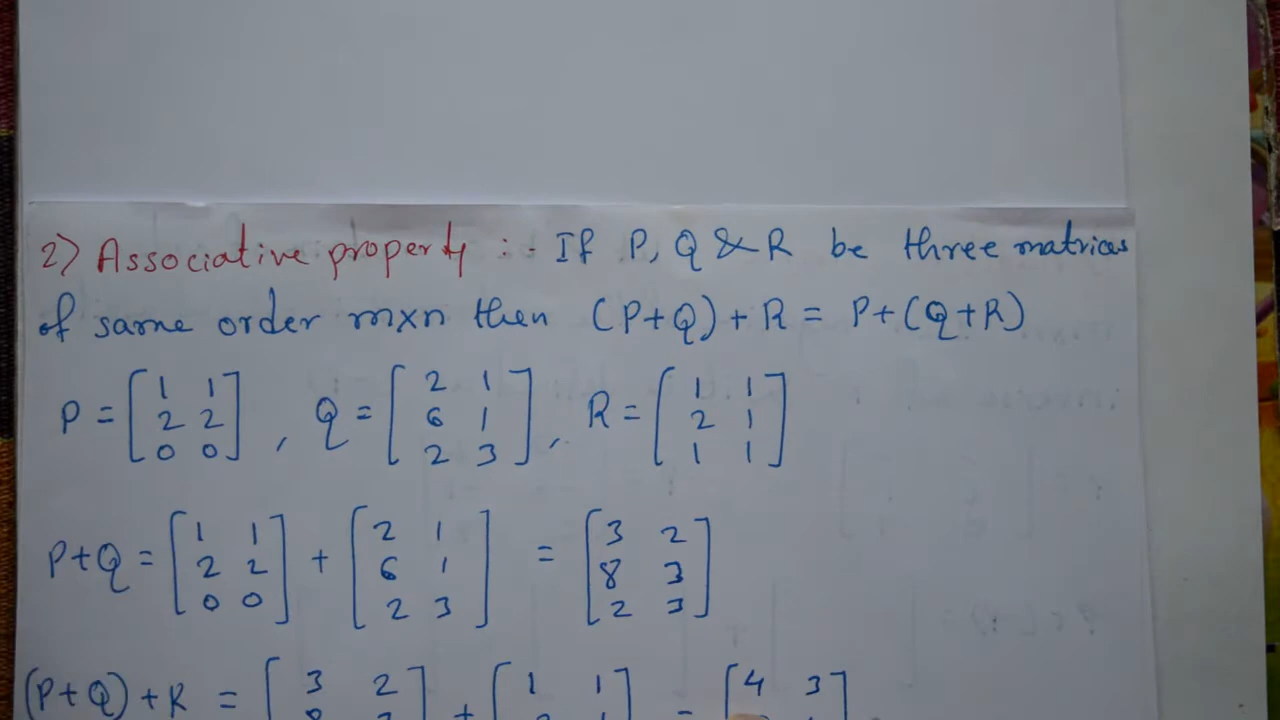 2) Associative property :- If P, Q & R be three matrices
of same order m×n then (P+Q) + R = P+(Q+R)
P = [1 1; 2 2; 0 0], Q = [2 1; 6 1; 2 3], R = [1 1; 2 1; 1 1]
P+Q = [1 1; 2 2; 0 0] + [2 1; 6 1; 2 3] = [3 2; 8 3; 2 3]
(P+Q) + R = [3 2 ] + [1 1 ] = [4 3 ]